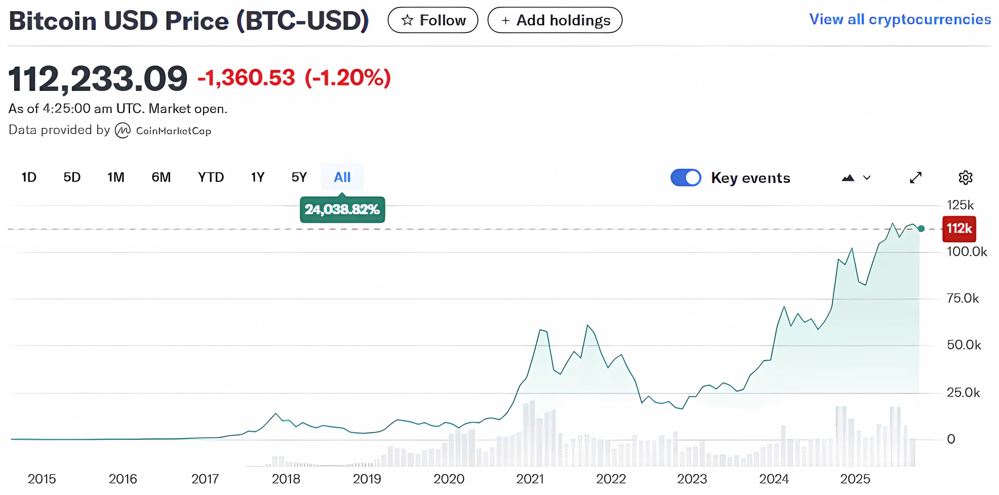 Bitcoin USD Price (BTC-USD) Follow + Add holdings View all cryptocurrencies
112,233.09 -1,360.53 (-1.20%)
As of 4:25:00 am UTC. Market open.
Data provided by CoinMarketCap
1D 5D 1M 6M YTD 1Y 5Y All Key events
24,038.82%
125k
112k
100.0k
75.0k
50.0k
25.0k
0
2015 2016 2017 2018 2019 2020 2021 2022 2023 2024 2025